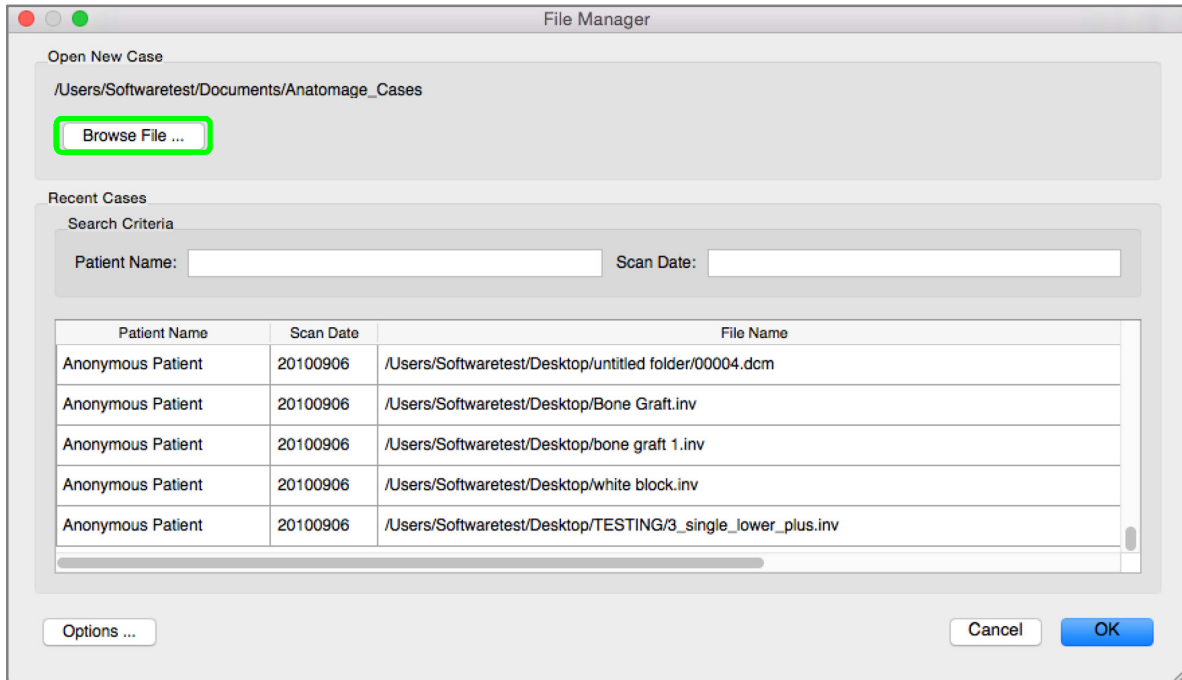 File Manager
Open New Case
/Users/Softwaretest/Documents/Anatomage_Cases
Browse File ...
Recent Cases
Search Criteria
Patient Name: Scan Date:
Patient Name Scan Date File Name
Anonymous Patient 20100906 /Users/Softwaretest/Desktop/untitled folder/00004.dcm
Anonymous Patient 20100906 /Users/Softwaretest/Desktop/Bone Graft.inv
Anonymous Patient 20100906 /Users/Softwaretest/Desktop/bone graft 1.inv
Anonymous Patient 20100906 /Users/Softwaretest/Desktop/white block.inv
Anonymous Patient 20100906 /Users/Softwaretest/Desktop/TESTING/3_single_lower_plus.inv
Options ... Cancel OK